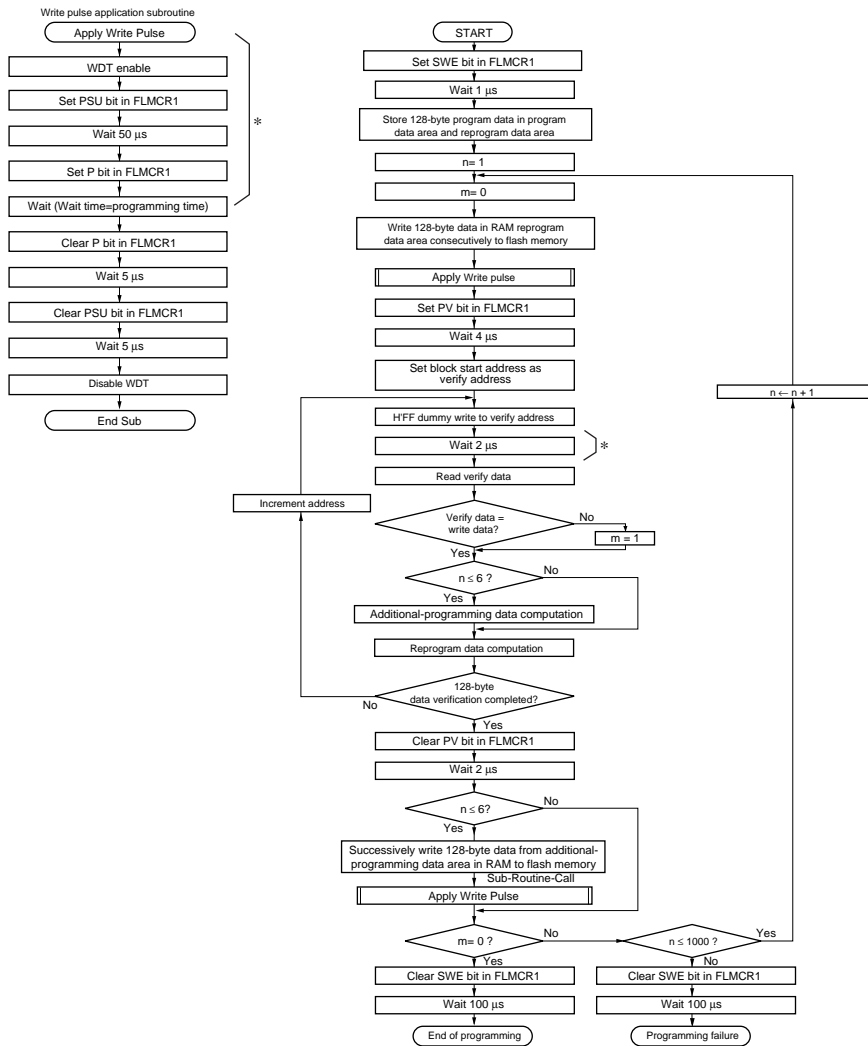 Write pulse application subroutine
Apply Write Pulse
WDT enable
Set PSU bit in FLMCR1
Wait 50 μs
*
Set P bit in FLMCR1
Wait (Wait time=programming time)
Clear P bit in FLMCR1
Wait 5 μs
Clear PSU bit in FLMCR1
Wait 5 μs
Disable WDT
End Sub
START
Set SWE bit in FLMCR1
Wait 1 μs
Store 128-byte program data in program
data area and reprogram data area
n= 1
m= 0
Write 128-byte data in RAM reprogram
data area consecutively to flash memory
Apply Write pulse
Set PV bit in FLMCR1
Wait 4 μs
Set block start address as
verify address
n ← n + 1
H'FF dummy write to verify address
Wait 2 μs
*
Read verify data
Increment address
Verify data =
write data?
No
m = 1
Yes
n ≤ 6 ?
No
Yes
Additional-programming data computation
Reprogram data computation
128-byte
data verification completed?
No
Yes
Clear PV bit in FLMCR1
Wait 2 μs
n ≤ 6?
No
Yes
Successively write 128-byte data from additional-
programming data area in RAM to flash memory
Sub-Routine-Call
Apply Write Pulse
m= 0 ?
No
n ≤ 1000 ?
Yes
Yes
No
Clear SWE bit in FLMCR1
Clear SWE bit in FLMCR1
Wait 100 μs
Wait 100 μs
End of programming
Programming failure